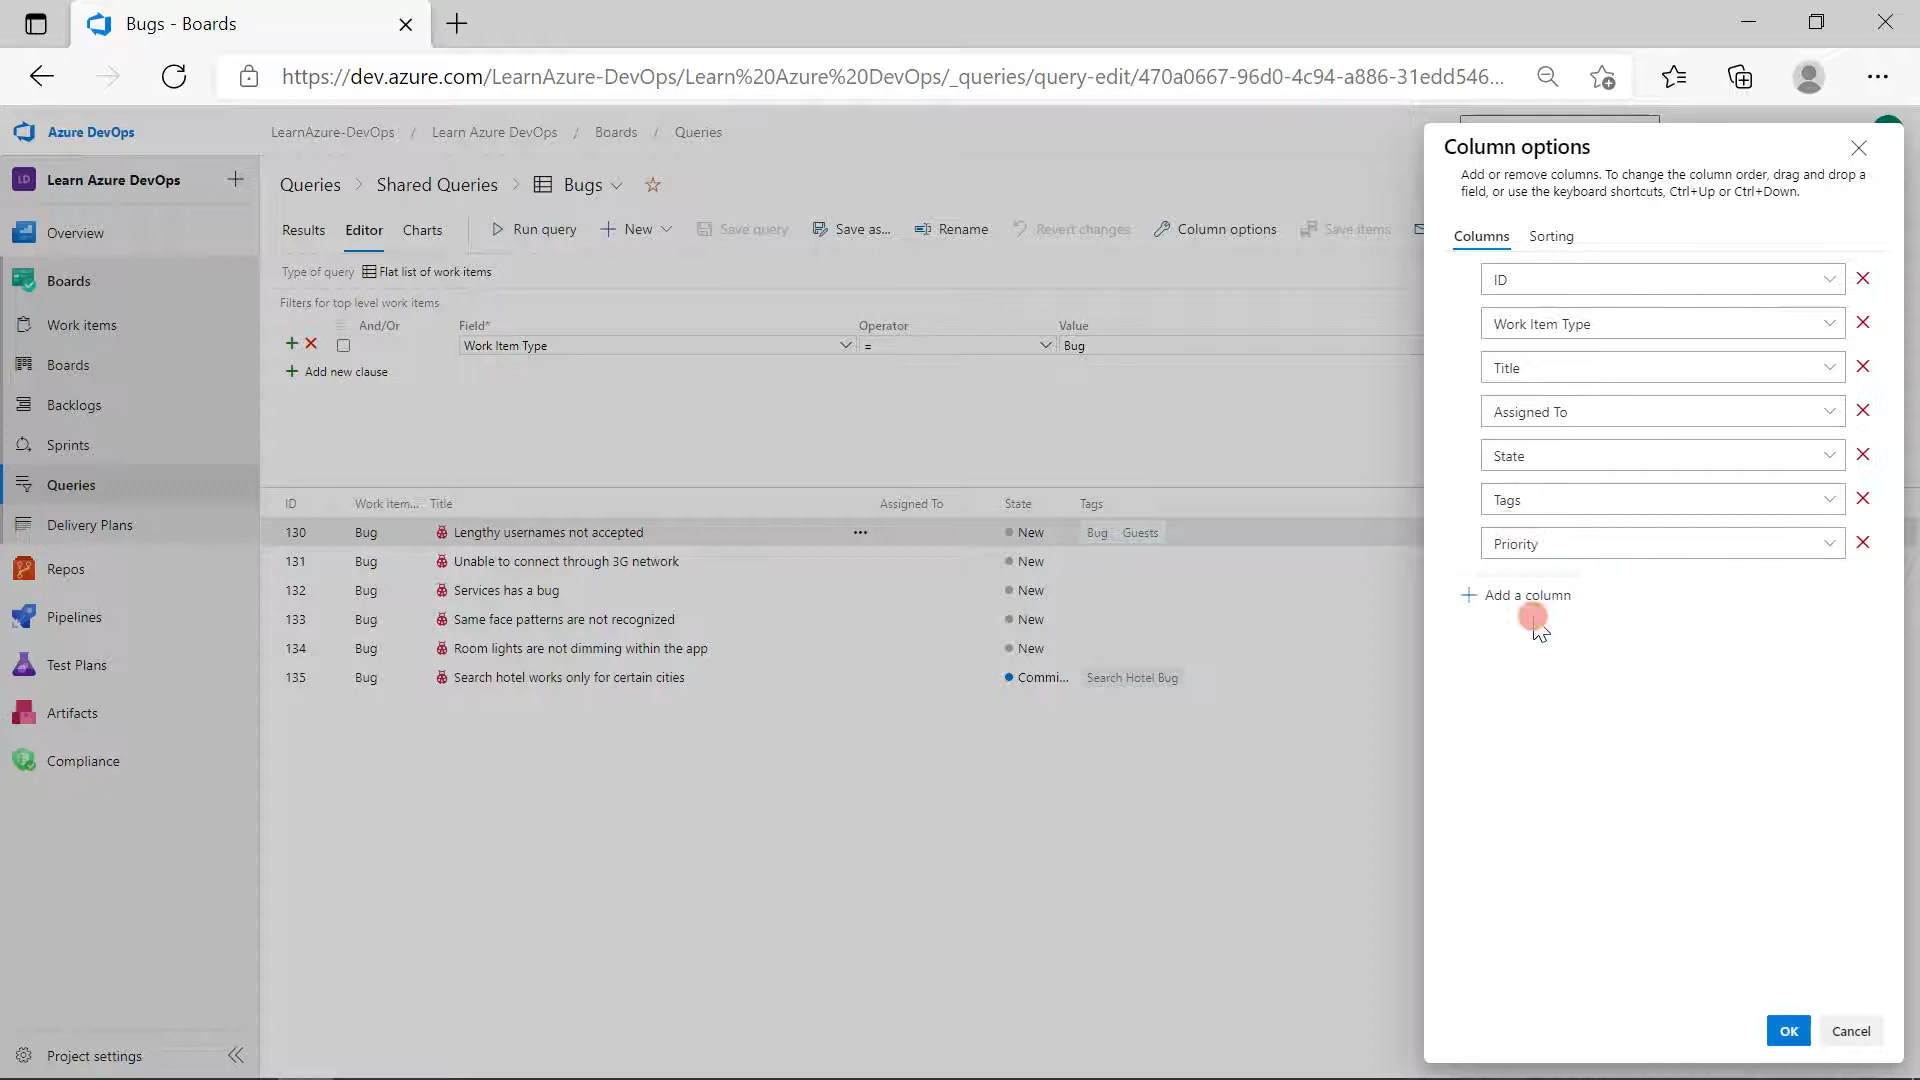 Bugs - Boards
https://dev.azure.com/LearnAzure-DevOps/Learn%20Azure%20DevOps/_queries/query-edit/470a0667-96d0-4c94-a886-31edd546...
Azure DevOps
LearnAzure-DevOps / Learn Azure DevOps / Boards / Queries
LD Learn Azure DevOps
Overview
Boards
Work items
Boards
Backlogs
Sprints
Queries
Delivery Plans
Repos
Pipelines
Test Plans
Artifacts
Compliance
Project settings
Queries > Shared Queries > Bugs
Results Editor Charts Run query New Save query Save as... Rename Revert changes Column options Save items
Type of query Flat list of work items
Filters for top level work items
And/Or Field* Operator Value
Work Item Type = Bug
Add new clause
ID Work Item... Title Assigned To State Tags
130 Bug Lengthy usernames not accepted ... New Bug Guests
131 Bug Unable to connect through 3G network New
132 Bug Services has a bug New
133 Bug Same face patterns are not recognized New
134 Bug Room lights are not dimming within the app New
135 Bug Search hotel works only for certain cities Commi... Search Hotel Bug
Column options
Add or remove columns. To change the column order, drag and drop a
field, or use the keyboard shortcuts, Ctrl+Up or Ctrl+Down.
Columns Sorting
ID
Work Item Type
Title
Assigned To
State
Tags
Priority
Add a column
OK Cancel